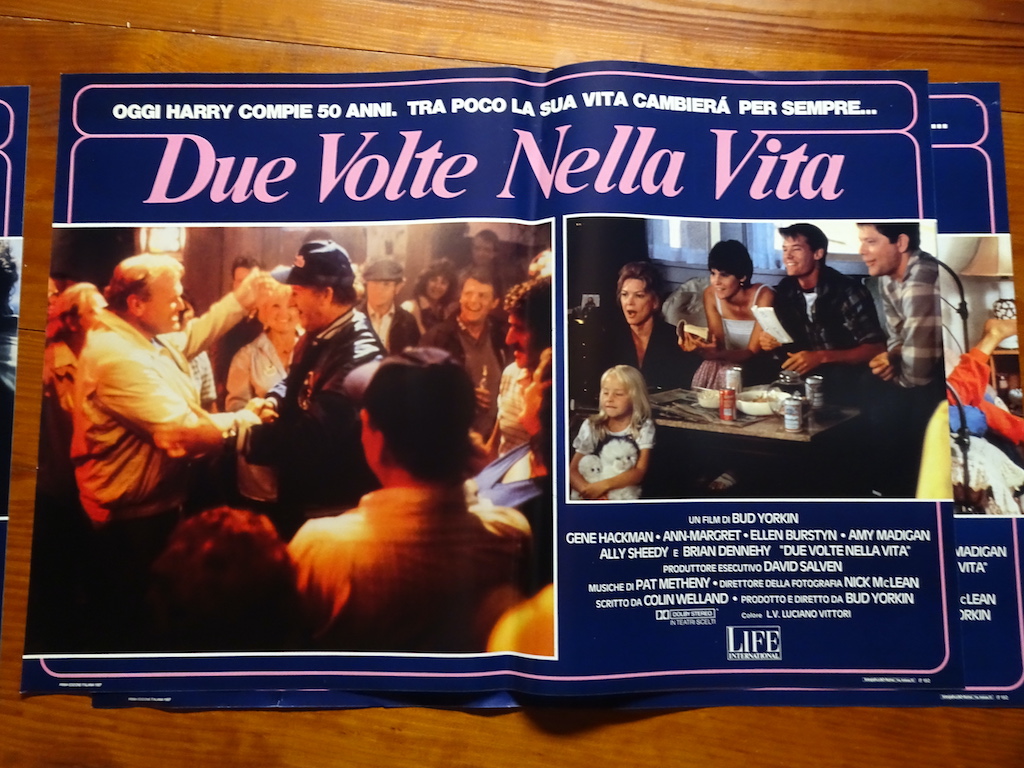 OGGI HARRY COMPIE 50 ANNI. TRA POCO LA SUA VITA CAMBIERÁ PER SEMPRE...
Due Volte Nella Vita
UN FILM DI BUD YORKIN
GENE HACKMAN • ANN-MARGRET • ELLEN BURSTYN • AMY MADIGAN
ALLY SHEEDY E BRIAN DENNEHY "DUE VOLTE NELLA VITA"
PRODUTTORE ESECUTIVO DAVID SALVEN
MUSICHE DI PAT METHENY • DIRETTORE DELLA FOTOGRAFIA NICK McLEAN
SCRITTO DA COLIN WELLAND • PRODOTTO E DIRETTO DA BUD YORKIN
DOLBY STEREO
IN TEATRI SCELTI
Colore L.V. LUCIANO VITTORI
LIFE
INTERNATIONAL
...
MADIGAN
VITA"
McLEAN
ORKIN